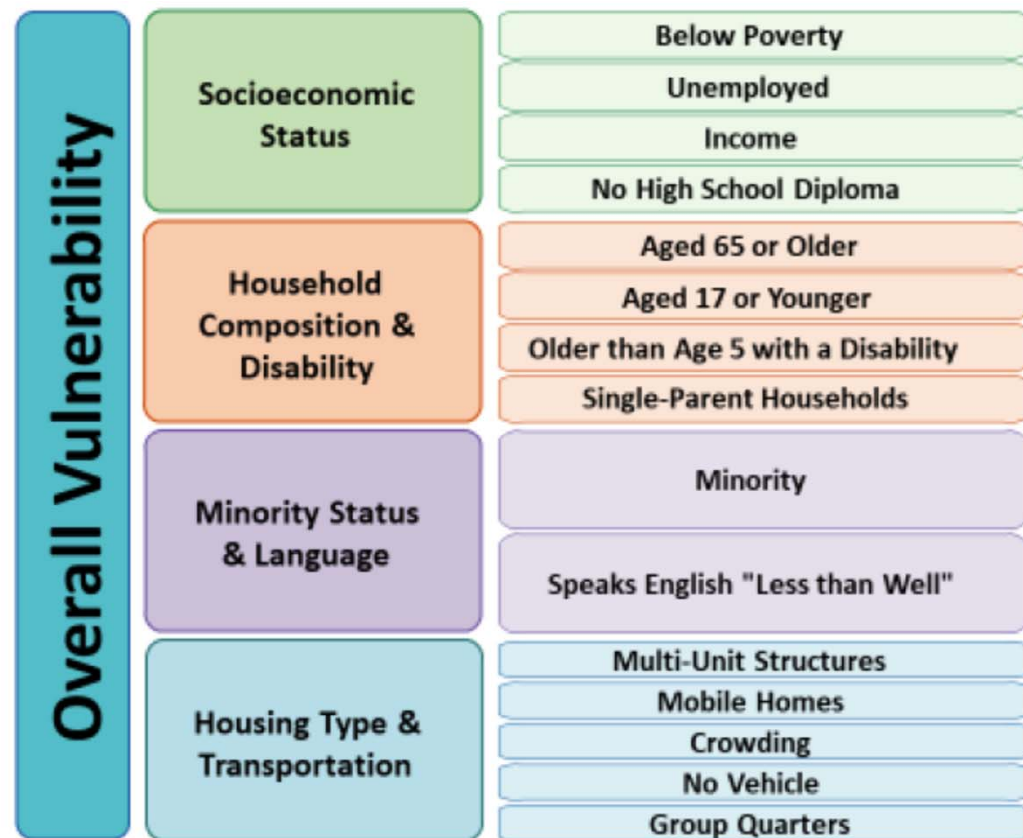 Overall Vulnerability
Socioeconomic
Status
Below Poverty
Unemployed
Income
No High School Diploma
Household
Composition &
Disability
Aged 65 or Older
Aged 17 or Younger
Older than Age 5 with a Disability
Single-Parent Households
Minority Status
& Language
Minority
Speaks English "Less than Well"
Housing Type &
Transportation
Multi-Unit Structures
Mobile Homes
Crowding
No Vehicle
Group Quarters